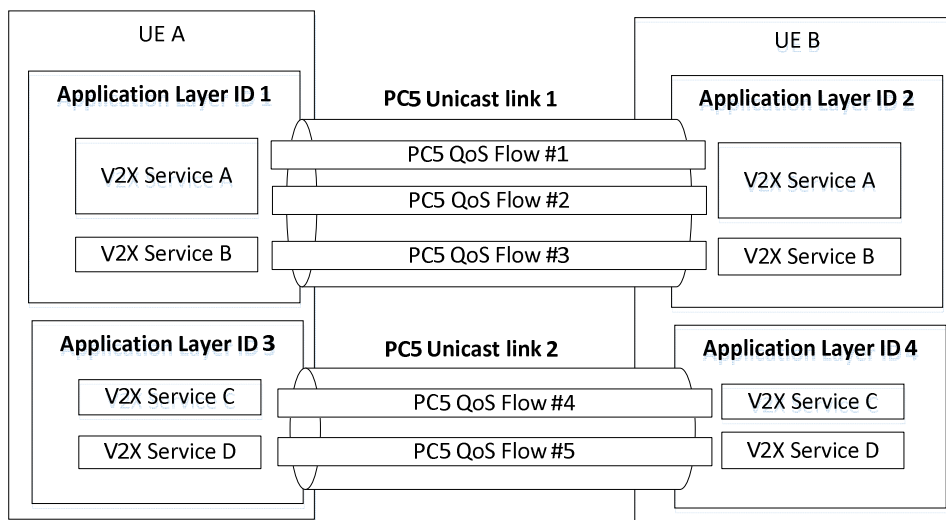 UE A
UE B
Application Layer ID 1
PC5 Unicast link 1
Application Layer ID 2
V2X Service A
PC5 QoS Flow #1
PC5 QoS Flow #2
V2X Service A
V2X Service B
PC5 QoS Flow #3
V2X Service B
Application Layer ID 3
PC5 Unicast link 2
Application Layer ID 4
V2X Service C
PC5 QoS Flow #4
V2X Service C
V2X Service D
PC5 QoS Flow #5
V2X Service D